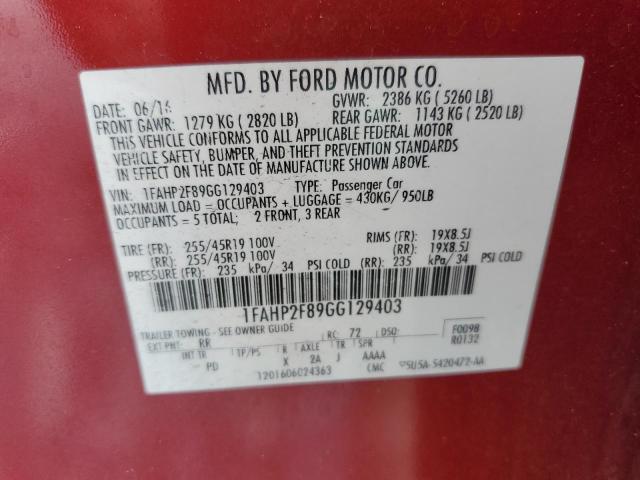 MFD. BY FORD MOTOR CO.
DATE: 06/16 GVWR: 2386 KG ( 5260 LB)
FRONT GAWR: 1279 KG ( 2820 LB) REAR GAWR: 1143 KG ( 2520 LB)
THIS VEHICLE CONFORMS TO ALL APPLICABLE FEDERAL MOTOR
VEHICLE SAFETY, BUMPER, AND THEFT PREVENTION STANDARDS
IN EFFECT ON THE DATE OF MANUFACTURE SHOWN ABOVE.
VIN: 1FAHP2F89GG129403 TYPE: Passenger Car
MAXIMUM LOAD = OCCUPANTS + LUGGAGE = 430KG/ 950LB
OCCUPANTS = 5 TOTAL; 2 FRONT, 3 REAR
TIRE (FR): 255/45R19 100V RIMS (FR): 19X8.5J
(RR): 255/45R19 100V (RR): 19X8.5J
PRESSURE (FR): 235 kPa/ 34 PSI COLD (RR): 235 kPa/ 34 PSI COLD
1FAHP2F89GG129403
TRAILER TOWING - SEE OWNER GUIDE
EXT PNT: RR RC: 72 DSO: F0098
R0132
INT TR TP/PS R AXLE TR SPR
PD X 2A J AAAA
1201606024363 CMC 5U5A-5420472-AA